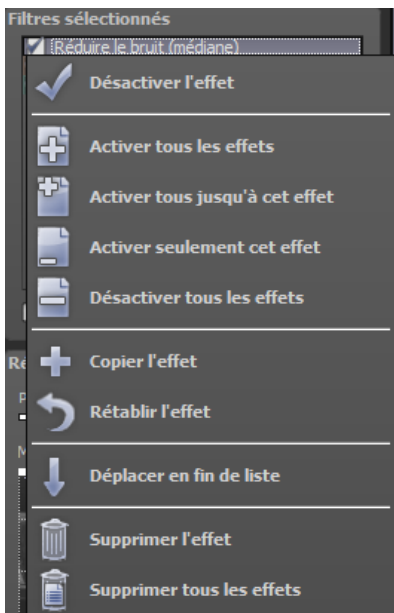 Filtres sélectionnés
Réduire le bruit (médiane)
Désactiver l'effet
Activer tous les effets
Activer tous jusqu'à cet effet
Activer seulement cet effet
Désactiver tous les effets
Ré
Copier l'effet
P
Rétablir l'effet
M
Déplacer en fin de liste
Supprimer l'effet
Supprimer tous les effets